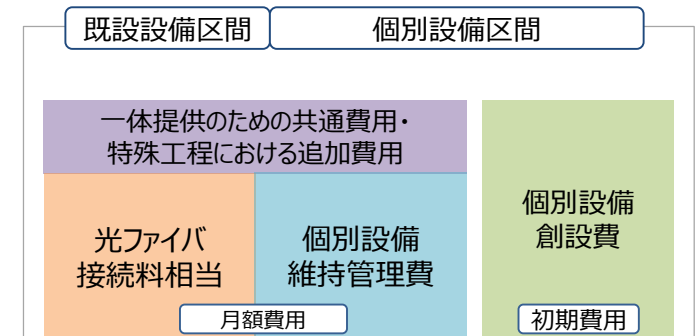 既設設備区間
個別設備区間
一体提供のための共通費用・
特殊工程における追加費用
光ファイバ
接続料相当
個別設備
維持管理費
個別設備
創設費
月額費用
初期費用